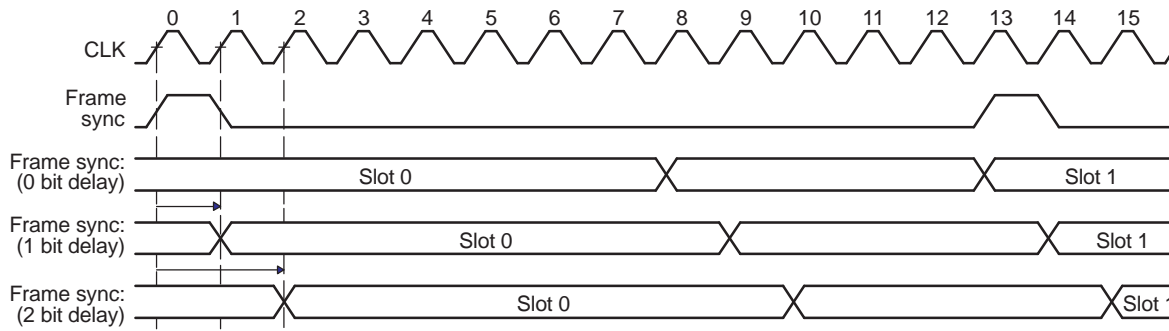 0 1 2 3 4 5 6 7 8 9 10 11 12 13 14 15
CLK
Frame
sync
Frame sync:
(0 bit delay)
Slot 0
Slot 1
Frame sync:
(1 bit delay)
Slot 0
Slot 1
Frame sync:
(2 bit delay)
Slot 0
Slot 1